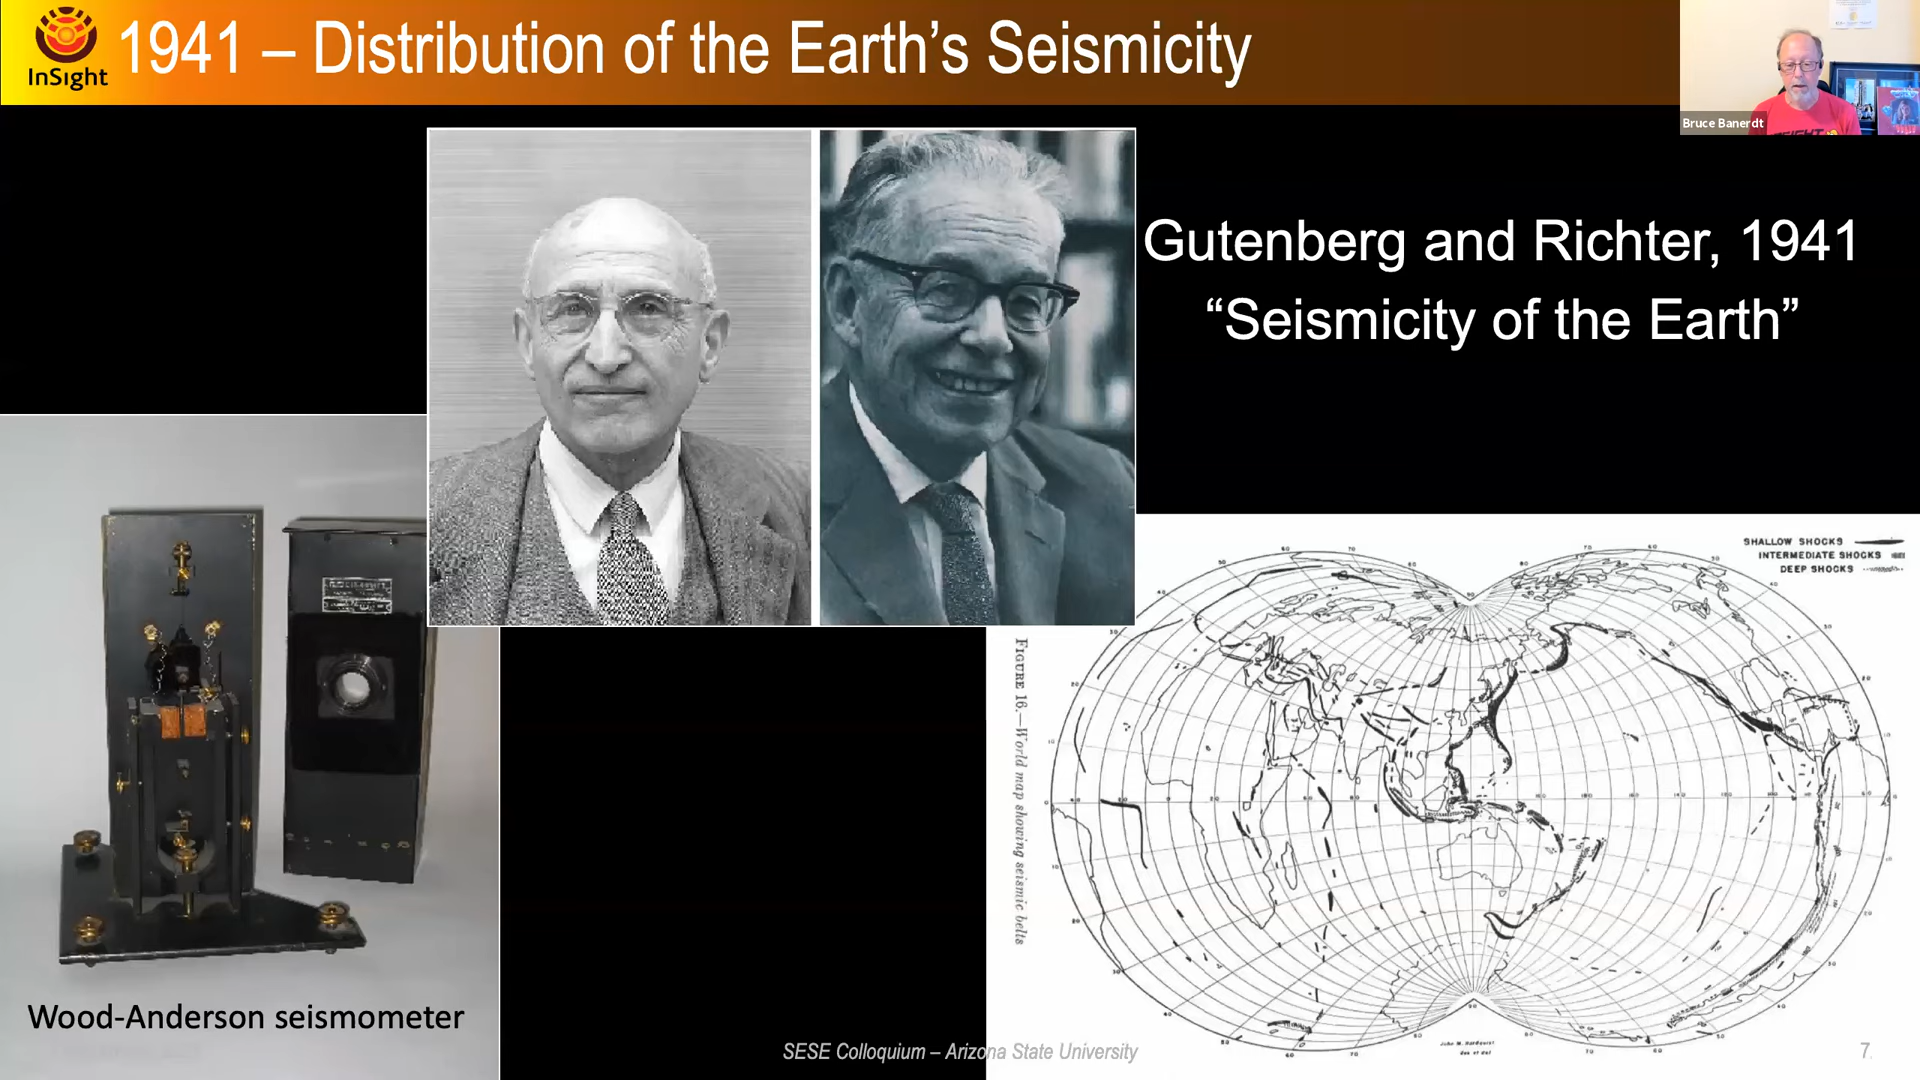 InSight
1941 – Distribution of the Earth’s Seismicity
Bruce Banerdt
Gutenberg and Richter, 1941
“Seismicity of the Earth”
SHALLOW SHOCKS
INTERMEDIATE SHOCKS
DEEP SHOCKS
FIGURE 16.—World map showing seismic belts
Wood-Anderson seismometer
SESE Colloquium – Arizona State University
7